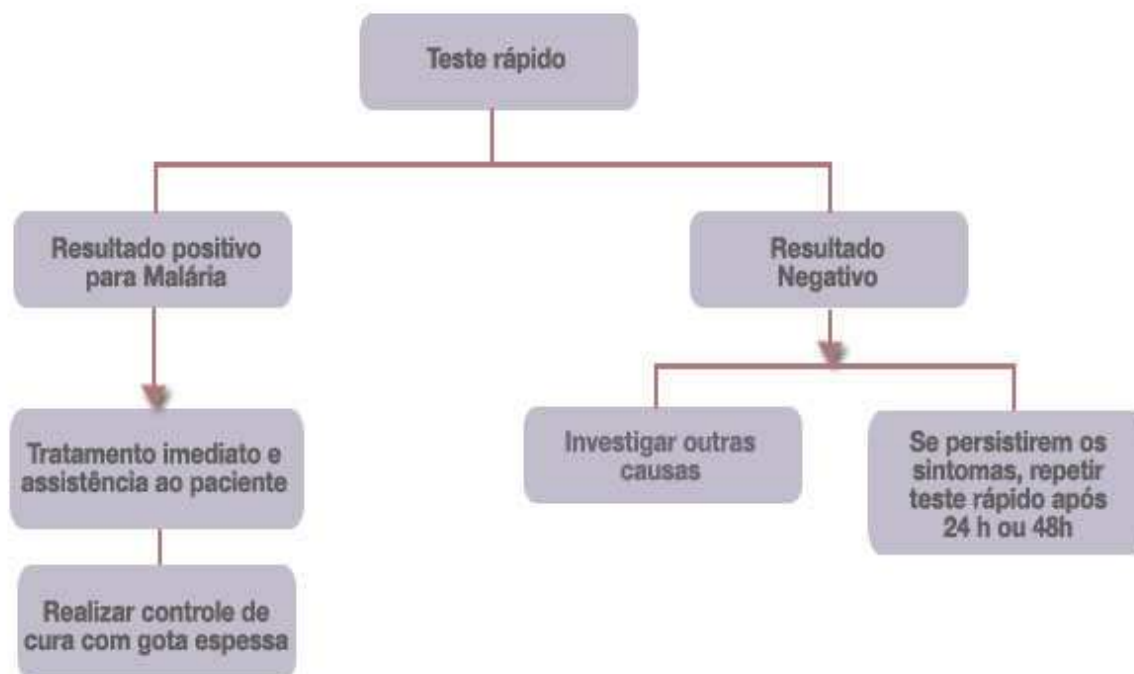 Teste rápido
Resultado positivo
para Malária
Resultado
Negativo
Tratamento imediato e
assistência ao paciente
Investigar outras
causas
Se persistirem os
sintomas, repetir
teste rápido após
24 h ou 48h
Realizar controle de
cura com gota espessa